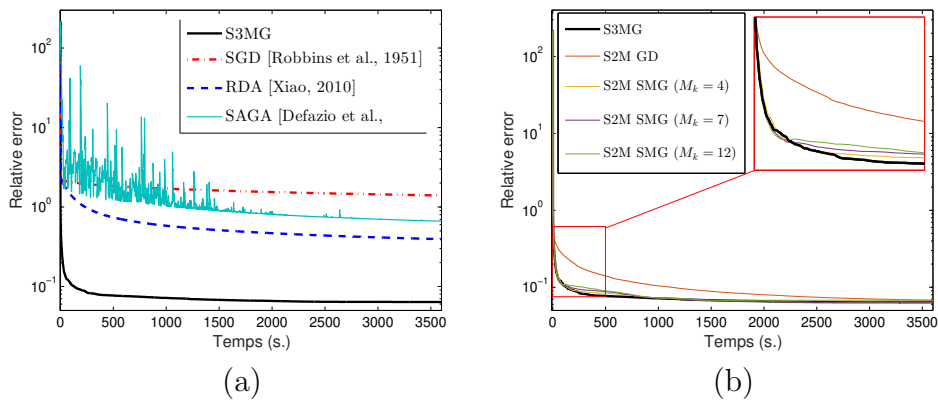 S3MG
SGD [Robbins et al., 1951]
RDA [Xiao, 2010]
SAGA [Defazio et al.,
Relative error
10²
10¹
10⁰
10⁻¹
0 500 1000 1500 2000 2500 3000 3500
Temps (s.)
(a)
S3MG
S2M GD
S2M SMG (Mₖ = 4)
S2M SMG (Mₖ = 7)
S2M SMG (Mₖ = 12)
Relative error
10²
10¹
10⁰
10⁻¹
0 500 1000 1500 2000 2500 3000 3500
Temps (s.)
(b)